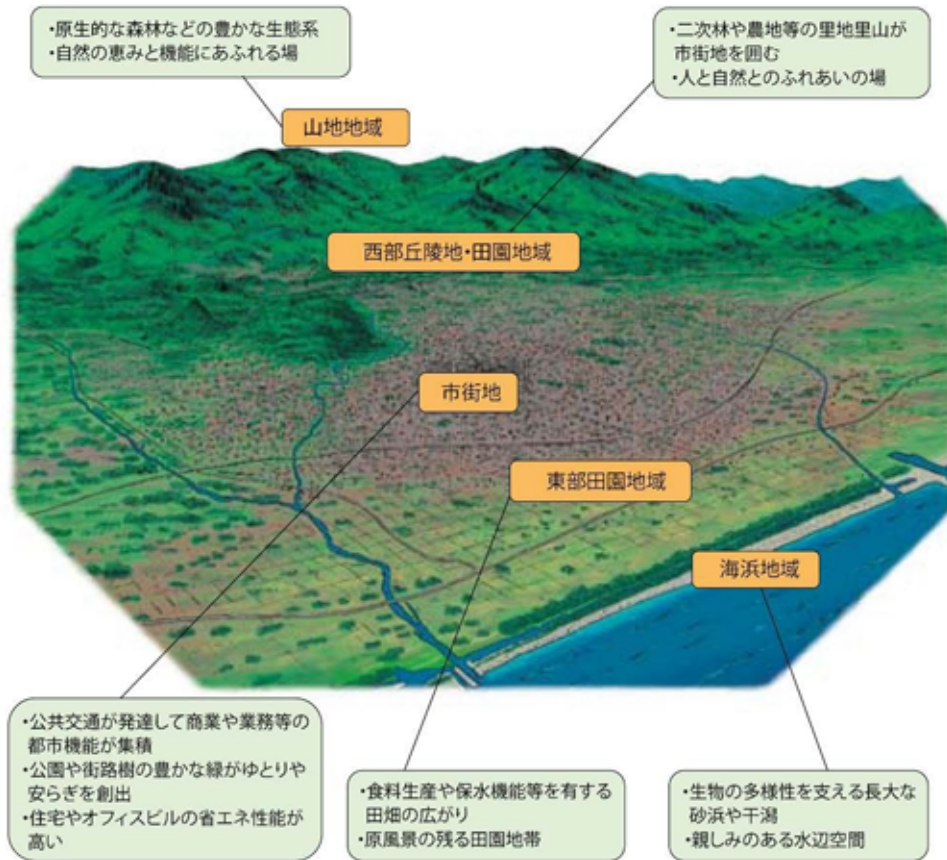 ・原生的な森林などの豊かな生態系
・自然の恵みと機能にあふれる場
・二次林や農地等の里地里山が
市街地を囲む
・人と自然とのふれあいの場
山地地域
西部丘陵地・田園地域
市街地
東部田園地域
海浜地域
・公共交通が発達して商業や業務等の
都市機能が集積
・公園や街路樹の豊かな緑がゆとりや
安らぎを創出
・住宅やオフィスビルの省エネ性能が
高い
・食料生産や保水機能等を有する
田畑の広がり
・原風景の残る田園地帯
・生物の多様性を支える長大な
砂浜や干潟
・親しみのある水辺空間